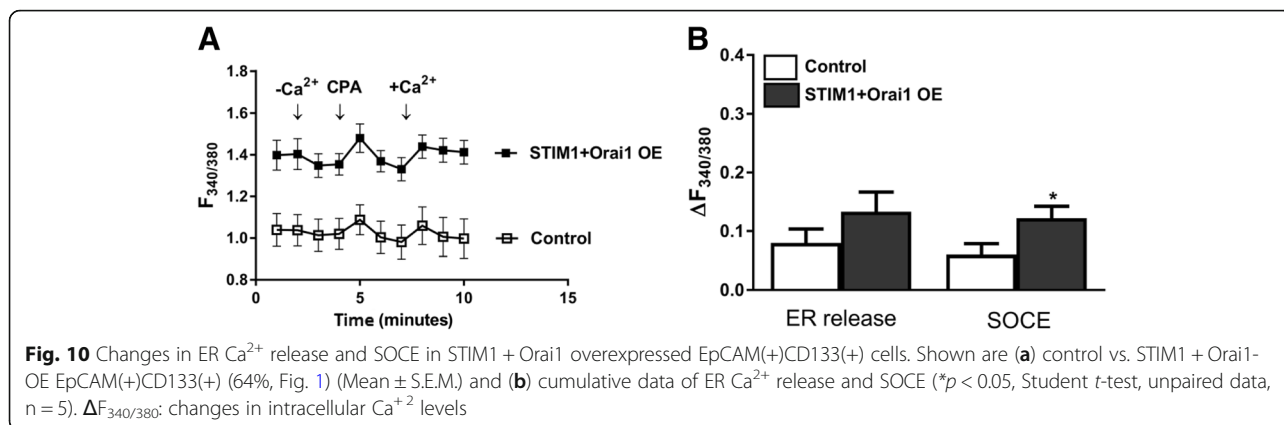 A
B
1.8
-Ca²⁺ CPA +Ca²⁺
↓ ↓ ↓
1.6
1.4
1.2
1.0
0.8
F340/380
STIM1+Orai1 OE
Control
0 5 10 15
Time (minutes)
0.4
0.3
0.2
0.1
0.0
ΔF340/380
Control
STIM1+Orai1 OE
*
ER release SOCE
Fig. 10 Changes in ER Ca²⁺ release and SOCE in STIM1 + Orai1 overexpressed EpCAM(+)CD133(+) cells. Shown are (a) control vs. STIM1 + Orai1-
OE EpCAM(+)CD133(+) (64%, Fig. 1) (Mean ± S.E.M.) and (b) cumulative data of ER Ca²⁺ release and SOCE (*p < 0.05, Student t-test, unpaired data,
n = 5). ΔF340/380: changes in intracellular Ca⁺² levels